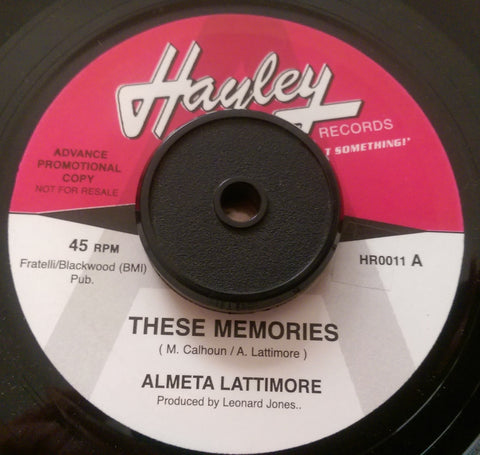 Hayley
RECORDS
T SOMETHING!'
ADVANCE
PROMOTIONAL
COPY
NOT FOR RESALE
45 RPM
Fratelli/Blackwood (BMI)
Pub.
HR0011 A
THESE MEMORIES
( M. Calhoun / A. Lattimore )
ALMETA LATTIMORE
Produced by Leonard Jones..